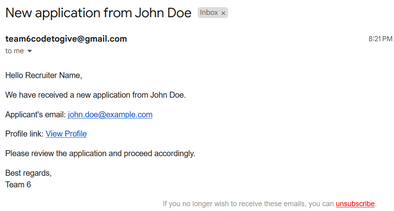 New application from John Doe Inbox x
team6codetogive@gmail.com 8:21 PM
to me
Hello Recruiter Name,
We have received a new application from John Doe.
Applicant's email: john.doe@example.com
Profile link: View Profile
Please review the application and proceed accordingly.
Best regards,
Team 6
If you no longer wish to receive these emails, you can unsubscribe.